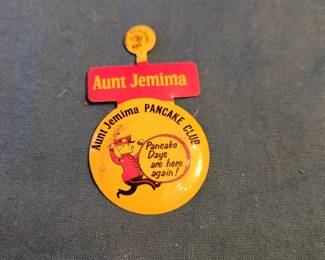 Aunt Jemima
Aunt Jemima PANCAKE CLUB
Pancake
Days
are here
again!